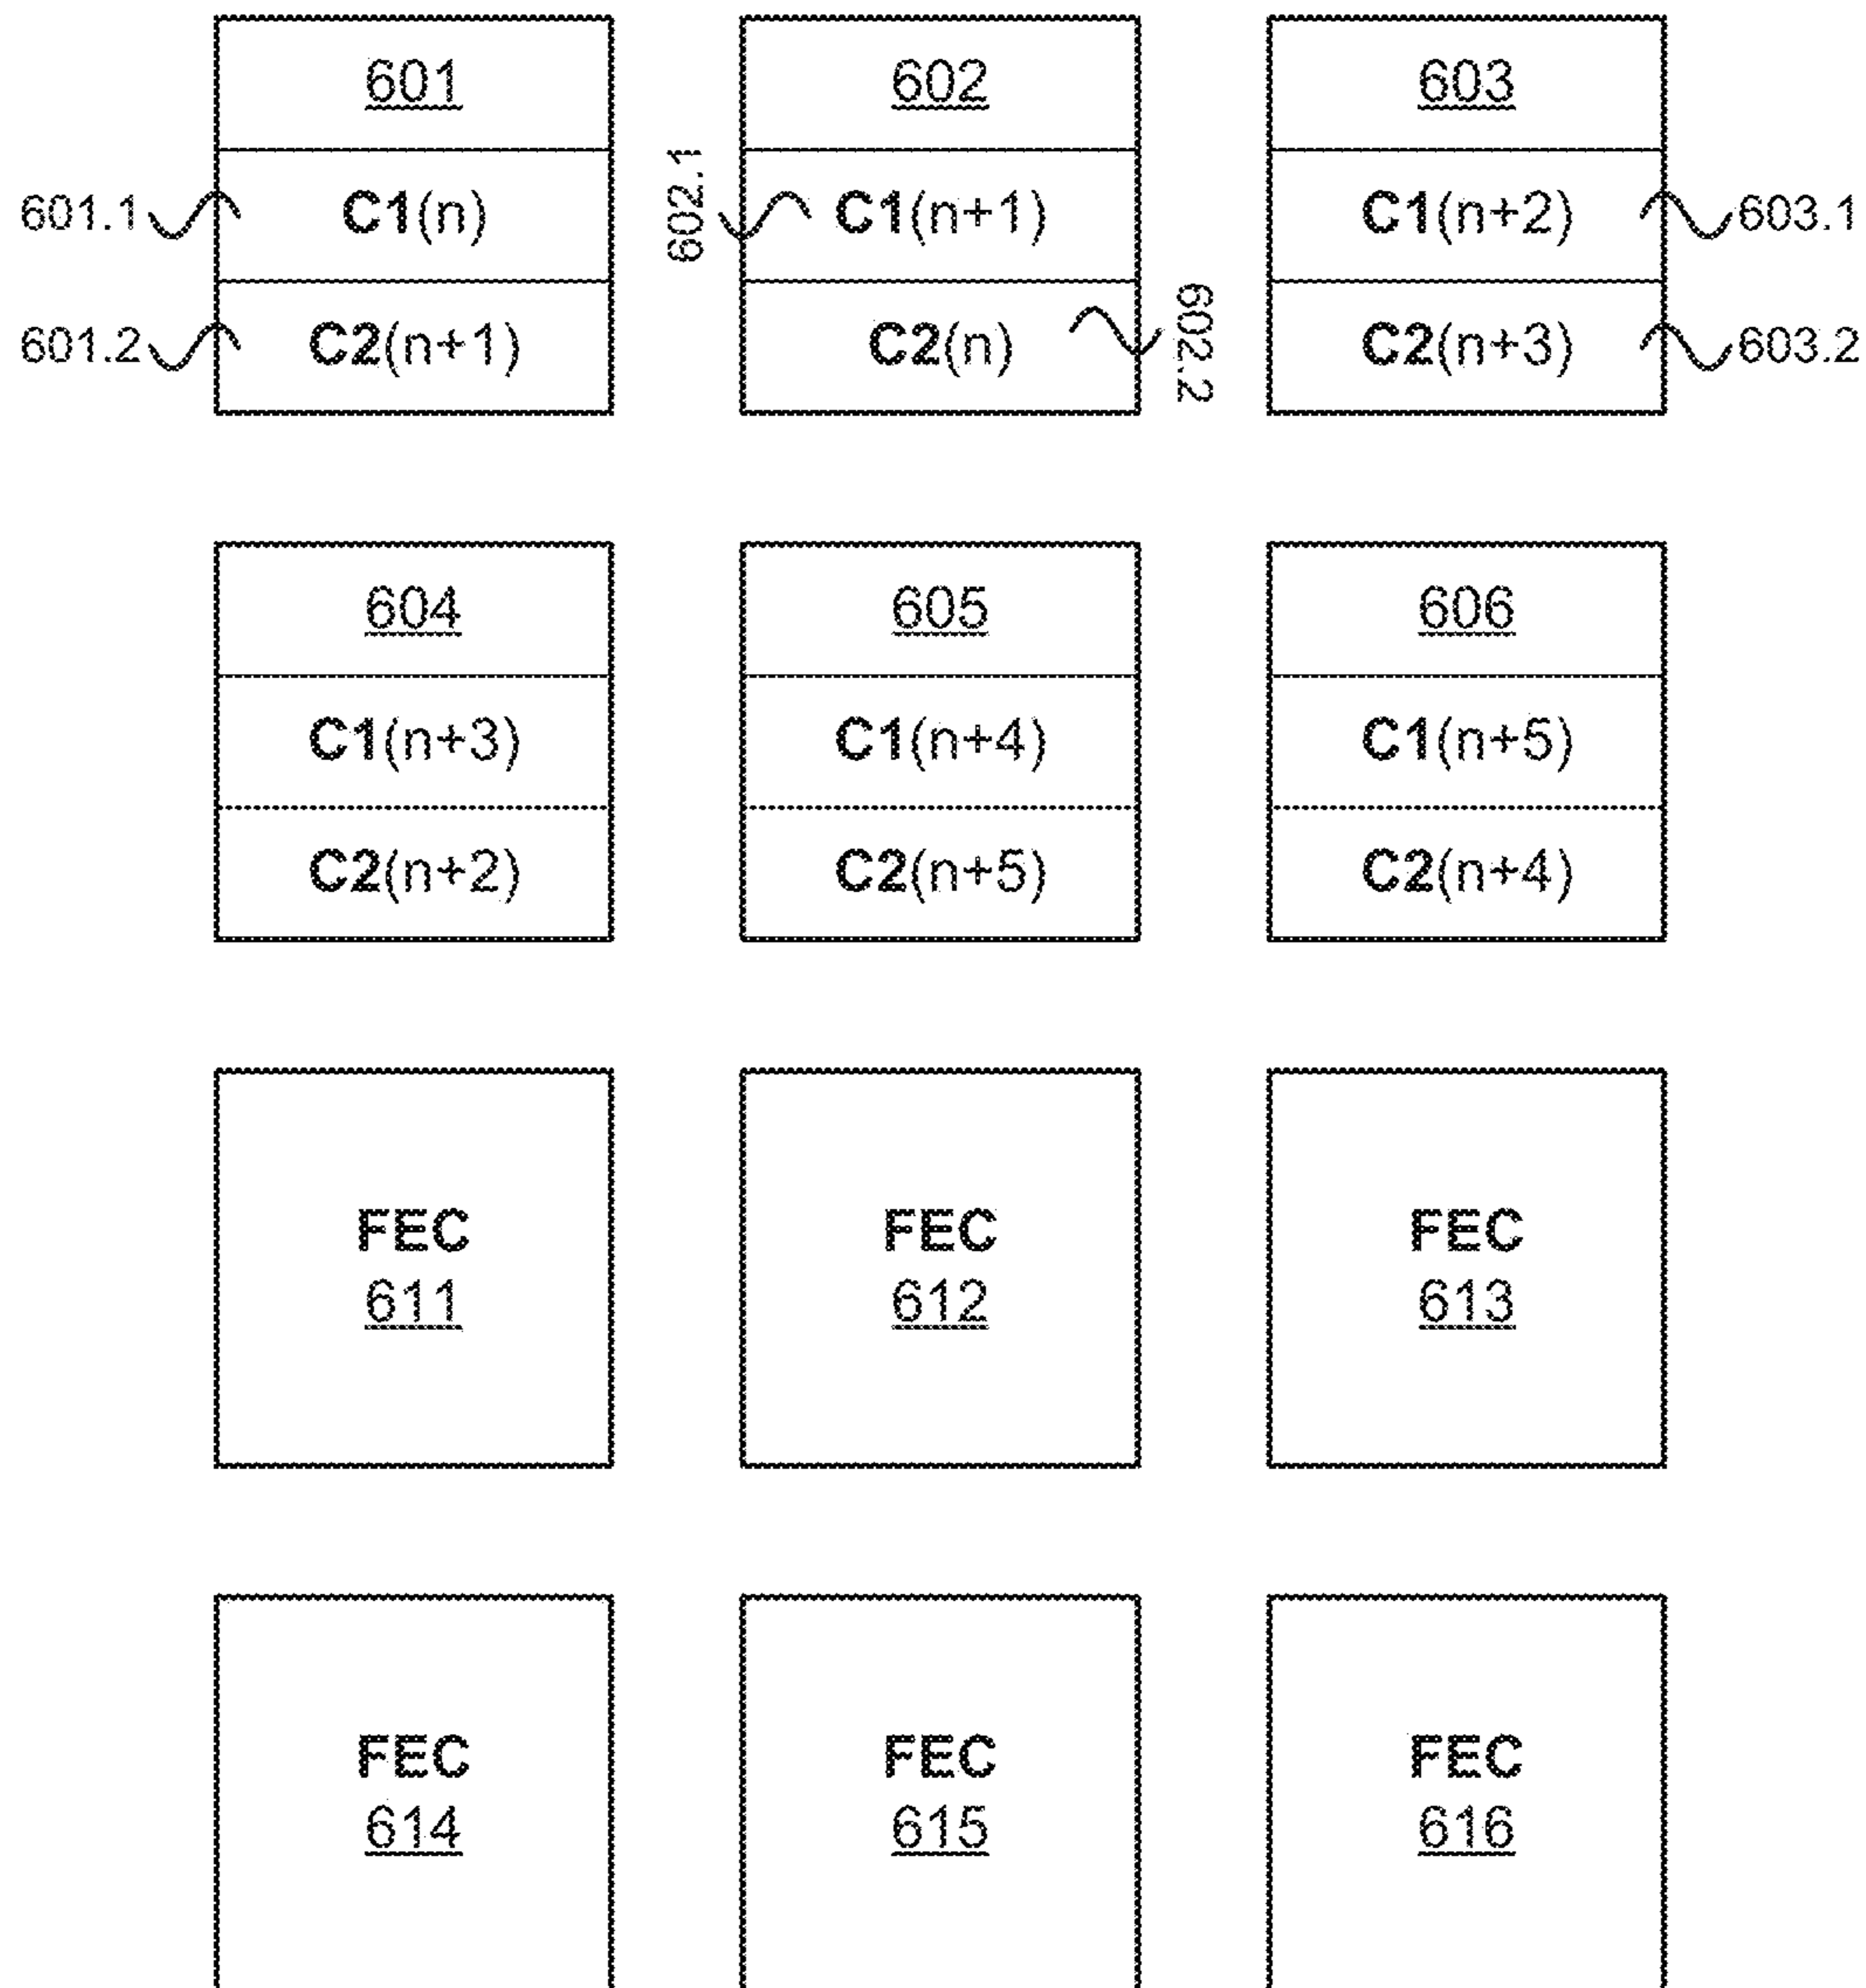 601 602 603
601.1 C1(n) 602.1 C1(n+1) C1(n+2) 603.1
601.2 C2(n+1) C2(n) 602.2 C2(n+3) 603.2
604 605 606
C1(n+3) C1(n+4) C1(n+5)
C2(n+2) C2(n+5) C2(n+4)
FEC FEC FEC
611 612 613
FEC FEC FEC
614 615 616